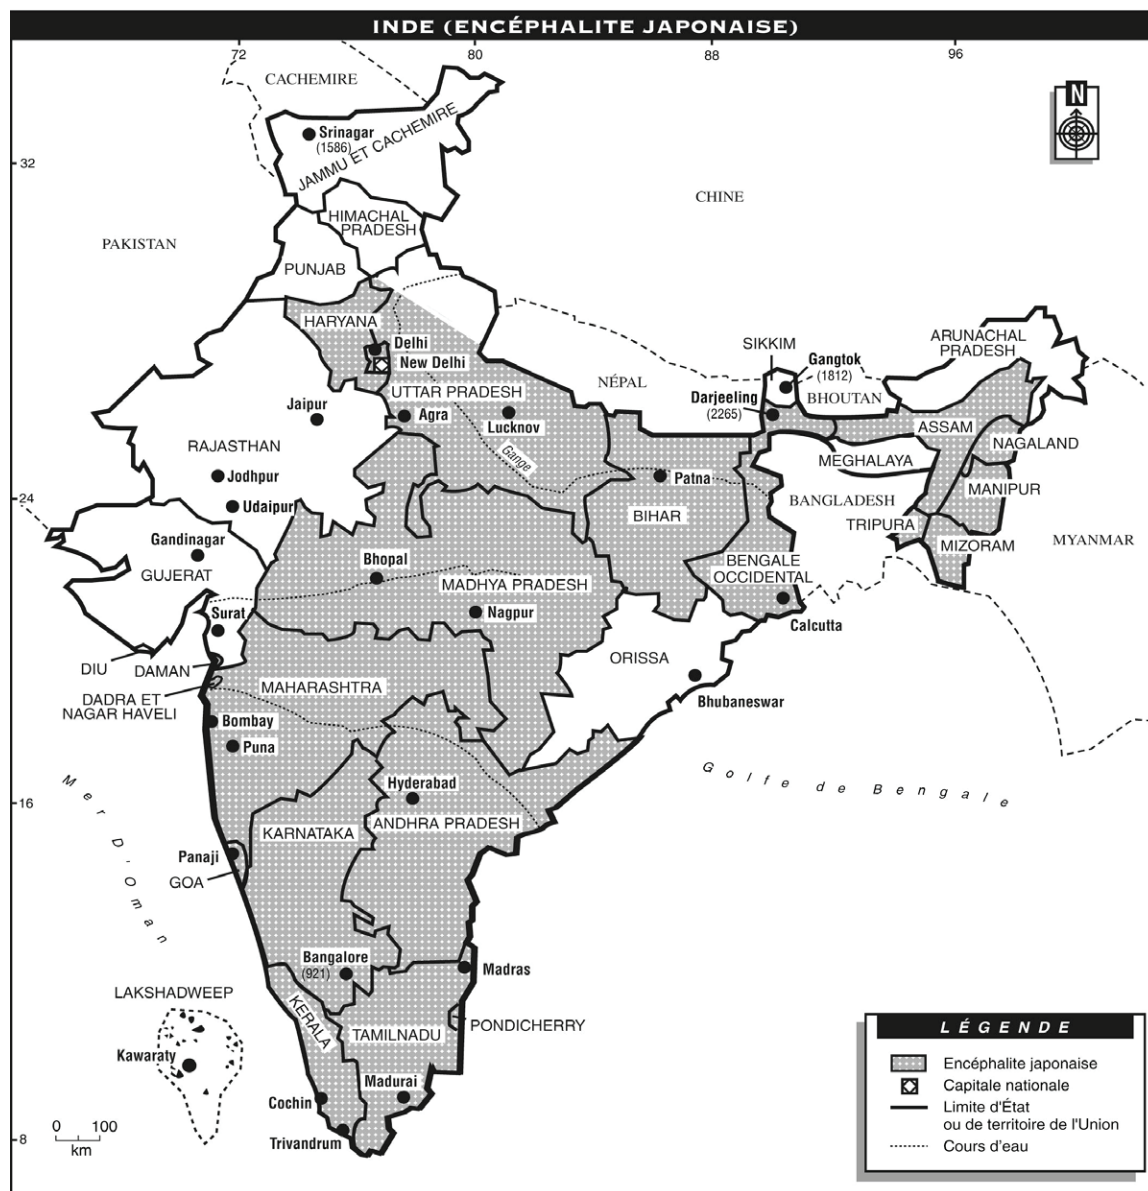 INDE (ENCÉPHALITE JAPONAISE)
72
80
88
96
CACHEMIRE
Srinagar
(1586)
JAMMU ET CACHEMIRE
N
32
CHINE
HIMACHAL
PRADESH
PAKISTAN
PUNJAB
HARYANA
Delhi
New Delhi
UTTAR PRADESH
NÉPAL
SIKKIM
Gangtok
(1812)
Darjeeling
(2265)
BHOUTAN
ARUNACHAL
PRADESH
Jaipur
Agra
Lucknov
RAJASTHAN
Gange
ASSAM
NAGALAND
MEGHALAYA
Jodhpur
Patna
MANIPUR
24
Udaipur
BANGLADESH
BIHAR
TRIPURA
Gandinagar
MIZORAM
MYANMAR
GUJERAT
Bhopal
MADHYA PRADESH
BENGALE
OCCIDENTAL
Surat
Nagpur
Calcutta
DIU
DAMAN
ORISSA
DADRA ET
NAGAR HAVELI
MAHARASHTRA
Bhubaneswar
Bombay
Puna
Mer D'Oman
Golfe de Bengale
Hyderabad
16
KARNATAKA
ANDHRA PRADESH
Panaji
GOA
Bangalore
(921)
Madras
LAKSHADWEEP
KERALA
TAMILNADU
PONDICHERRY
Kawaraty
Madurai
Cochin
0 100
km
Trivandrum
8
LÉGENDE
Encéphalite japonaise
Capitale nationale
Limite d'État
ou de territoire de l'Union
Cours d'eau